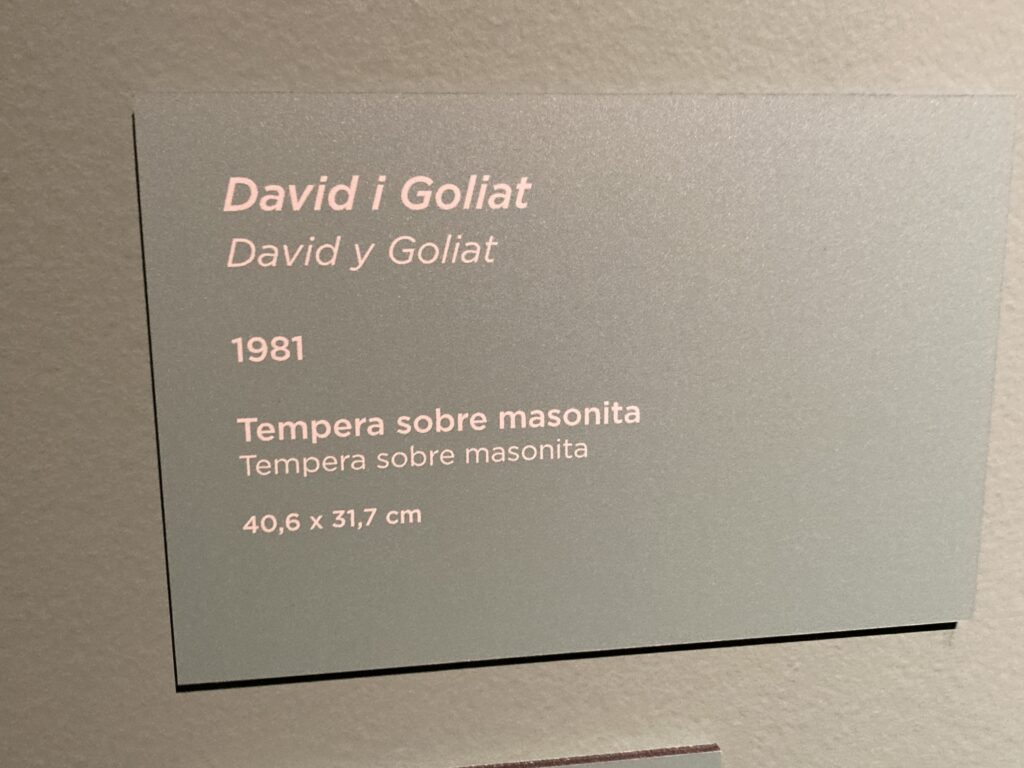 David i Goliat
David y Goliat
1981
Tempera sobre masonita
Tempera sobre masonita
40,6 x 31,7 cm